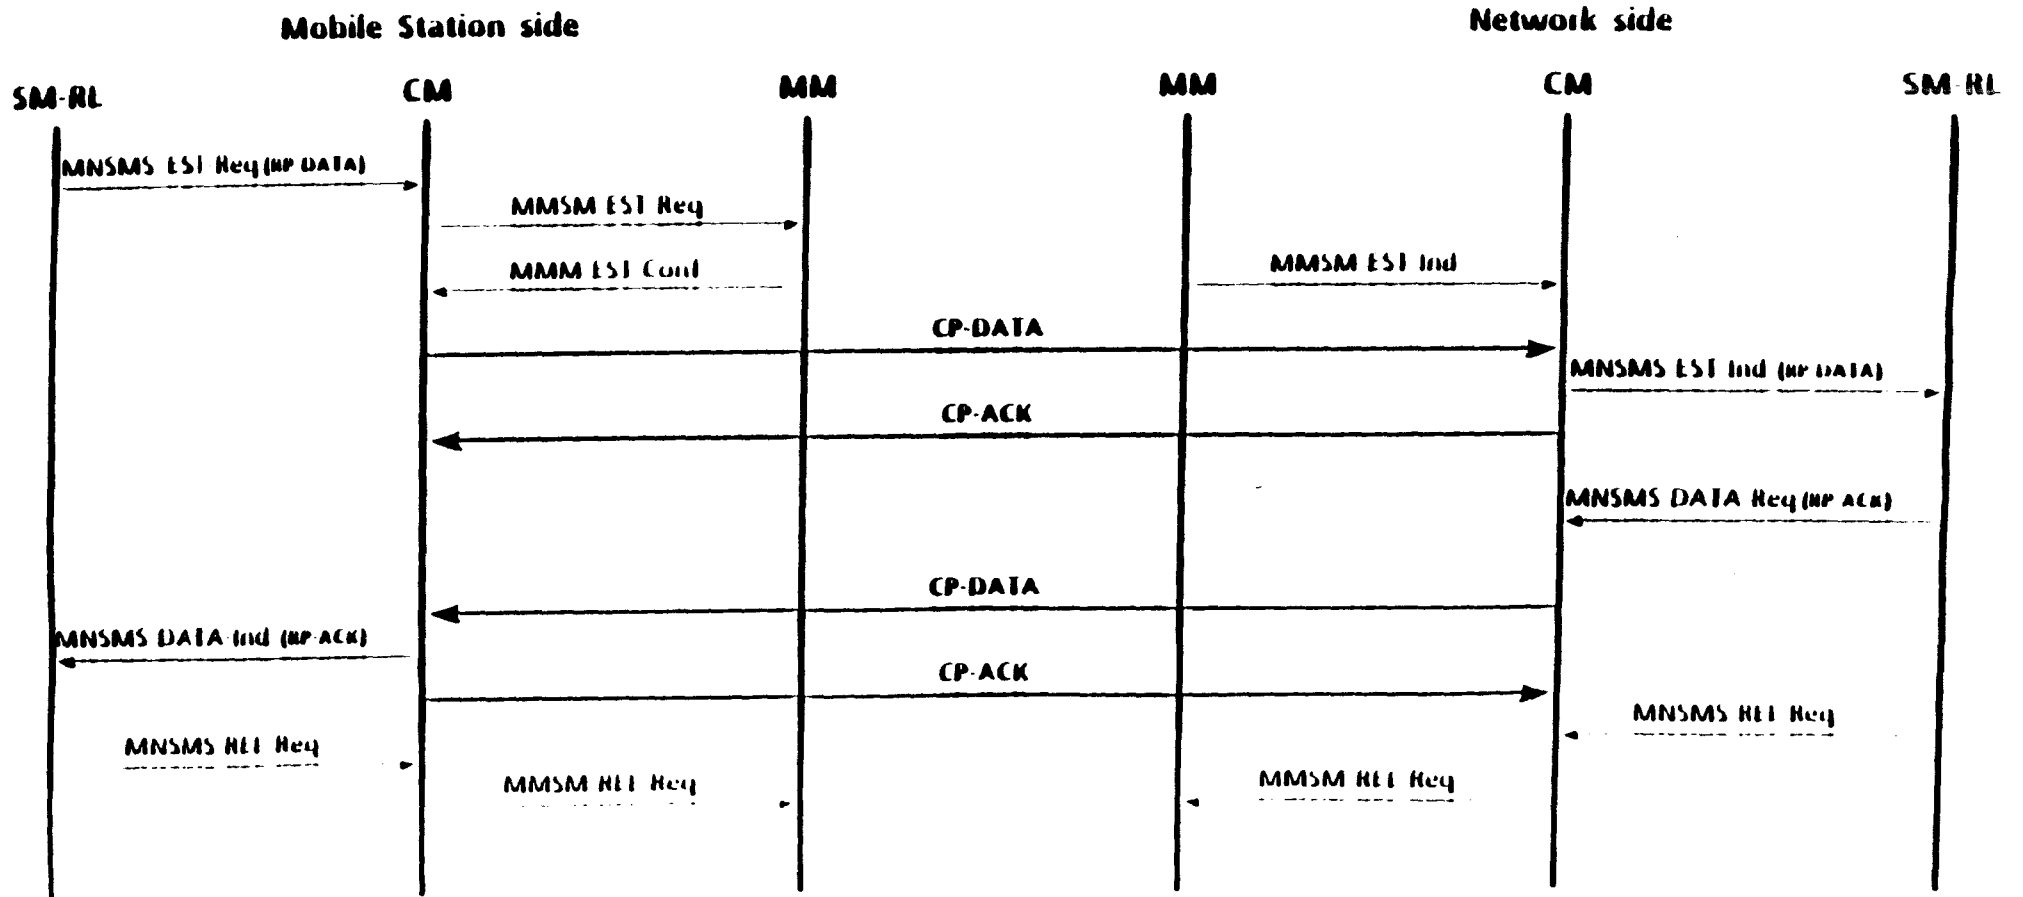 Mobile Station side
Network side
SM-RL
CM
MM
MM
CM
SM-RL
MNSMS EST Req (RP DATA)
MMSM EST Req
MMM EST Conf
MMSM EST Ind
CP-DATA
MNSMS EST Ind (RP DATA)
CP-ACK
MNSMS DATA Req (RP ACK)
CP-DATA
MNSMS DATA Ind (RP-ACK)
CP-ACK
MNSMS REL Req
MNSMS REL Req
MMSM REL Req
MMSM REL Req